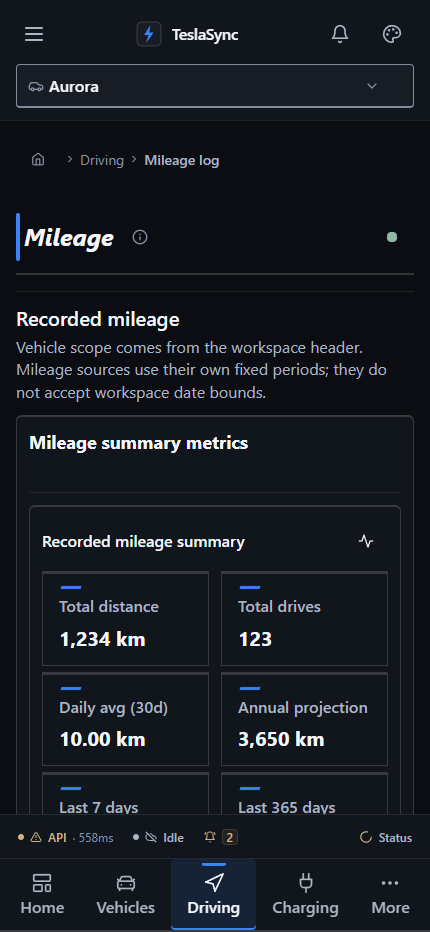 TeslaSync
Aurora
Driving
Mileage log
Mileage
Recorded mileage
Vehicle scope comes from the workspace header.
Mileage sources use their own fixed periods; they do
not accept workspace date bounds.
Mileage summary metrics
Recorded mileage summary
Total distance
1,234 km
Total drives
123
Daily avg (30d)
10.00 km
Annual projection
3,650 km
Last 7 days
Last 365 days
API · 558ms
Idle
2
Status
Home
Vehicles
Driving
Charging
More